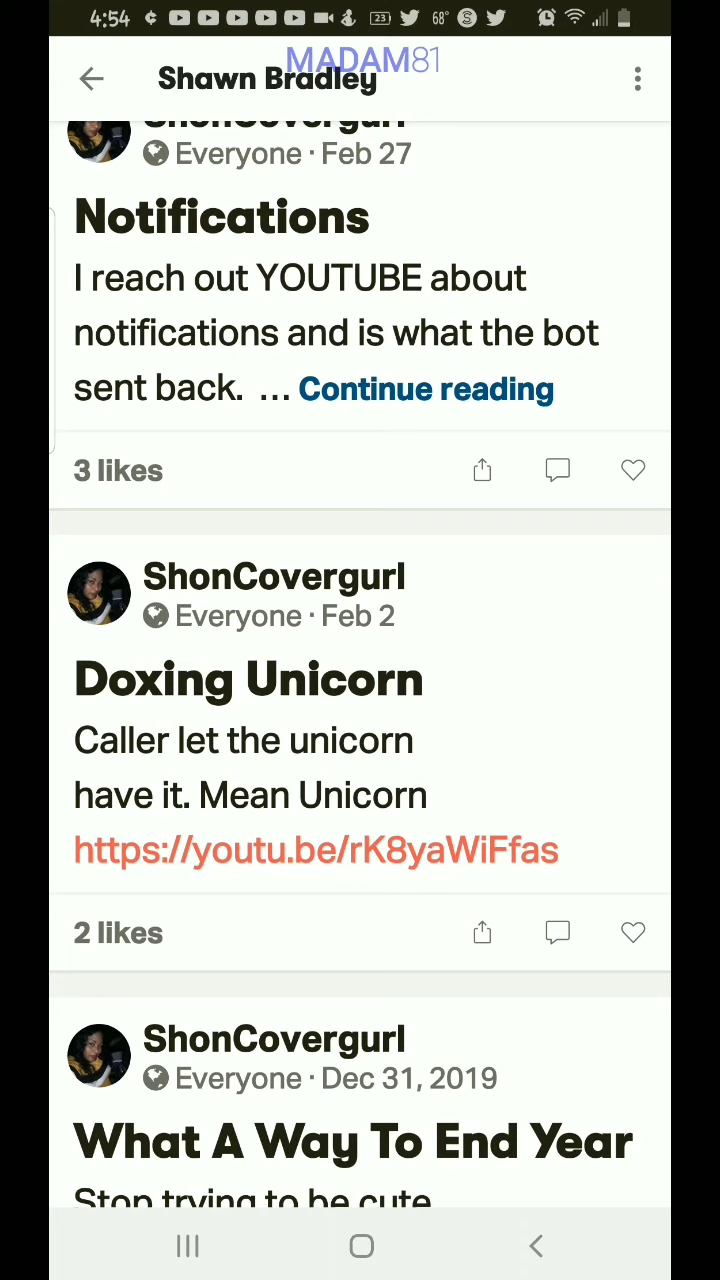 4:54
23
68°
S
MADAM81
Shawn Bradley
ShonCovergurl
Everyone · Feb 27
Notifications
I reach out YOUTUBE about
notifications and is what the bot
sent back. ... Continue reading
3 likes
ShonCovergurl
Everyone · Feb 2
Doxing Unicorn
Caller let the unicorn
have it. Mean Unicorn
https://youtu.be/rK8yaWiFfas
2 likes
ShonCovergurl
Everyone · Dec 31, 2019
What A Way To End Year
Stop trying to be cute